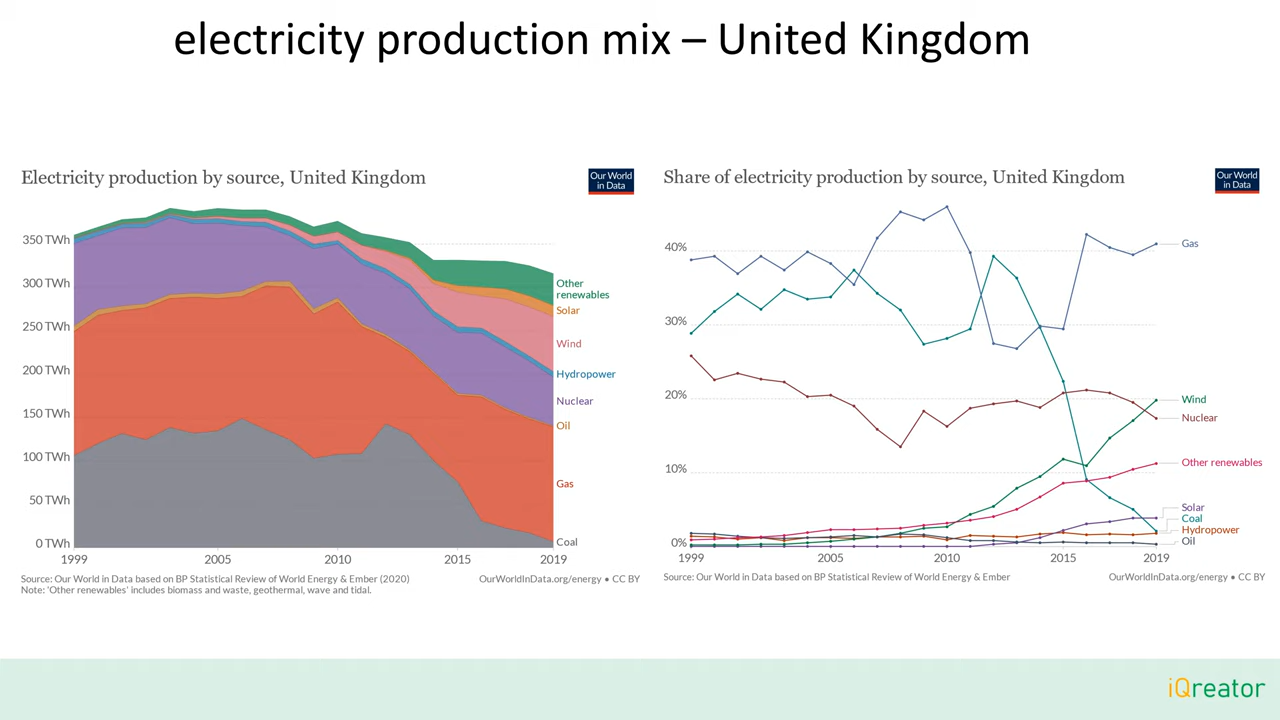 electricity production mix – United Kingdom
Electricity production by source, United Kingdom
Our World
in Data
350 TWh
300 TWh
250 TWh
200 TWh
150 TWh
100 TWh
50 TWh
0 TWh
1999
2005
2010
2015
2019
Other
renewables
Solar
Wind
Hydropower
Nuclear
Oil
Gas
Coal
Source: Our World in Data based on BP Statistical Review of World Energy & Ember (2020)
OurWorldInData.org/energy • CC BY
Note: 'Other renewables' includes biomass and waste, geothermal, wave and tidal.
Share of electricity production by source, United Kingdom
Our World
in Data
40%
30%
20%
10%
0%
1999
2005
2010
2015
2019
Gas
Wind
Nuclear
Other renewables
Solar
Coal
Hydropower
Oil
Source: Our World in Data based on BP Statistical Review of World Energy & Ember
OurWorldInData.org/energy • CC BY
iQreator